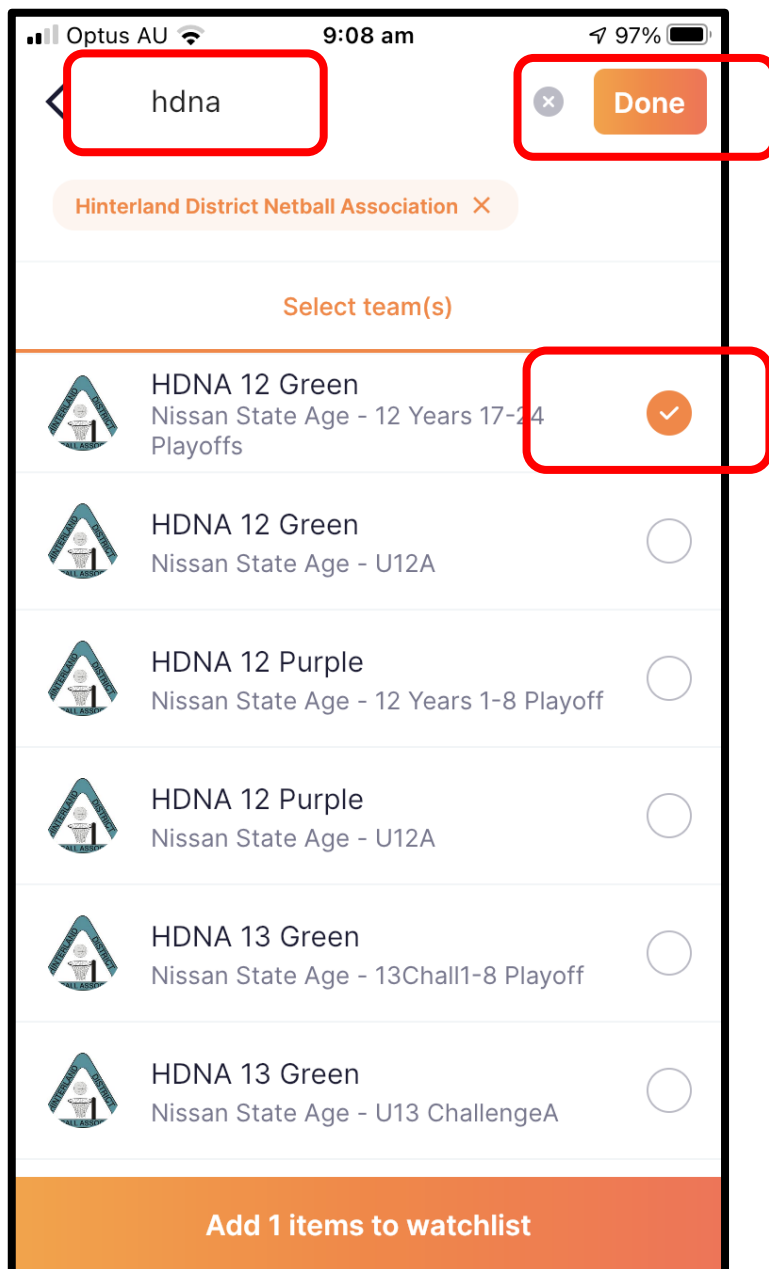 Optus AU 9:08 am 97%
hdna Done
Hinterland District Netball Association
Select team(s)
HDNA 12 Green
Nissan State Age - 12 Years 17-24
Playoffs
HDNA 12 Green
Nissan State Age - U12A
HDNA 12 Purple
Nissan State Age - 12 Years 1-8 Playoff
HDNA 12 Purple
Nissan State Age - U12A
HDNA 13 Green
Nissan State Age - 13Chall1-8 Playoff
HDNA 13 Green
Nissan State Age - U13 ChallengeA
Add 1 items to watchlist